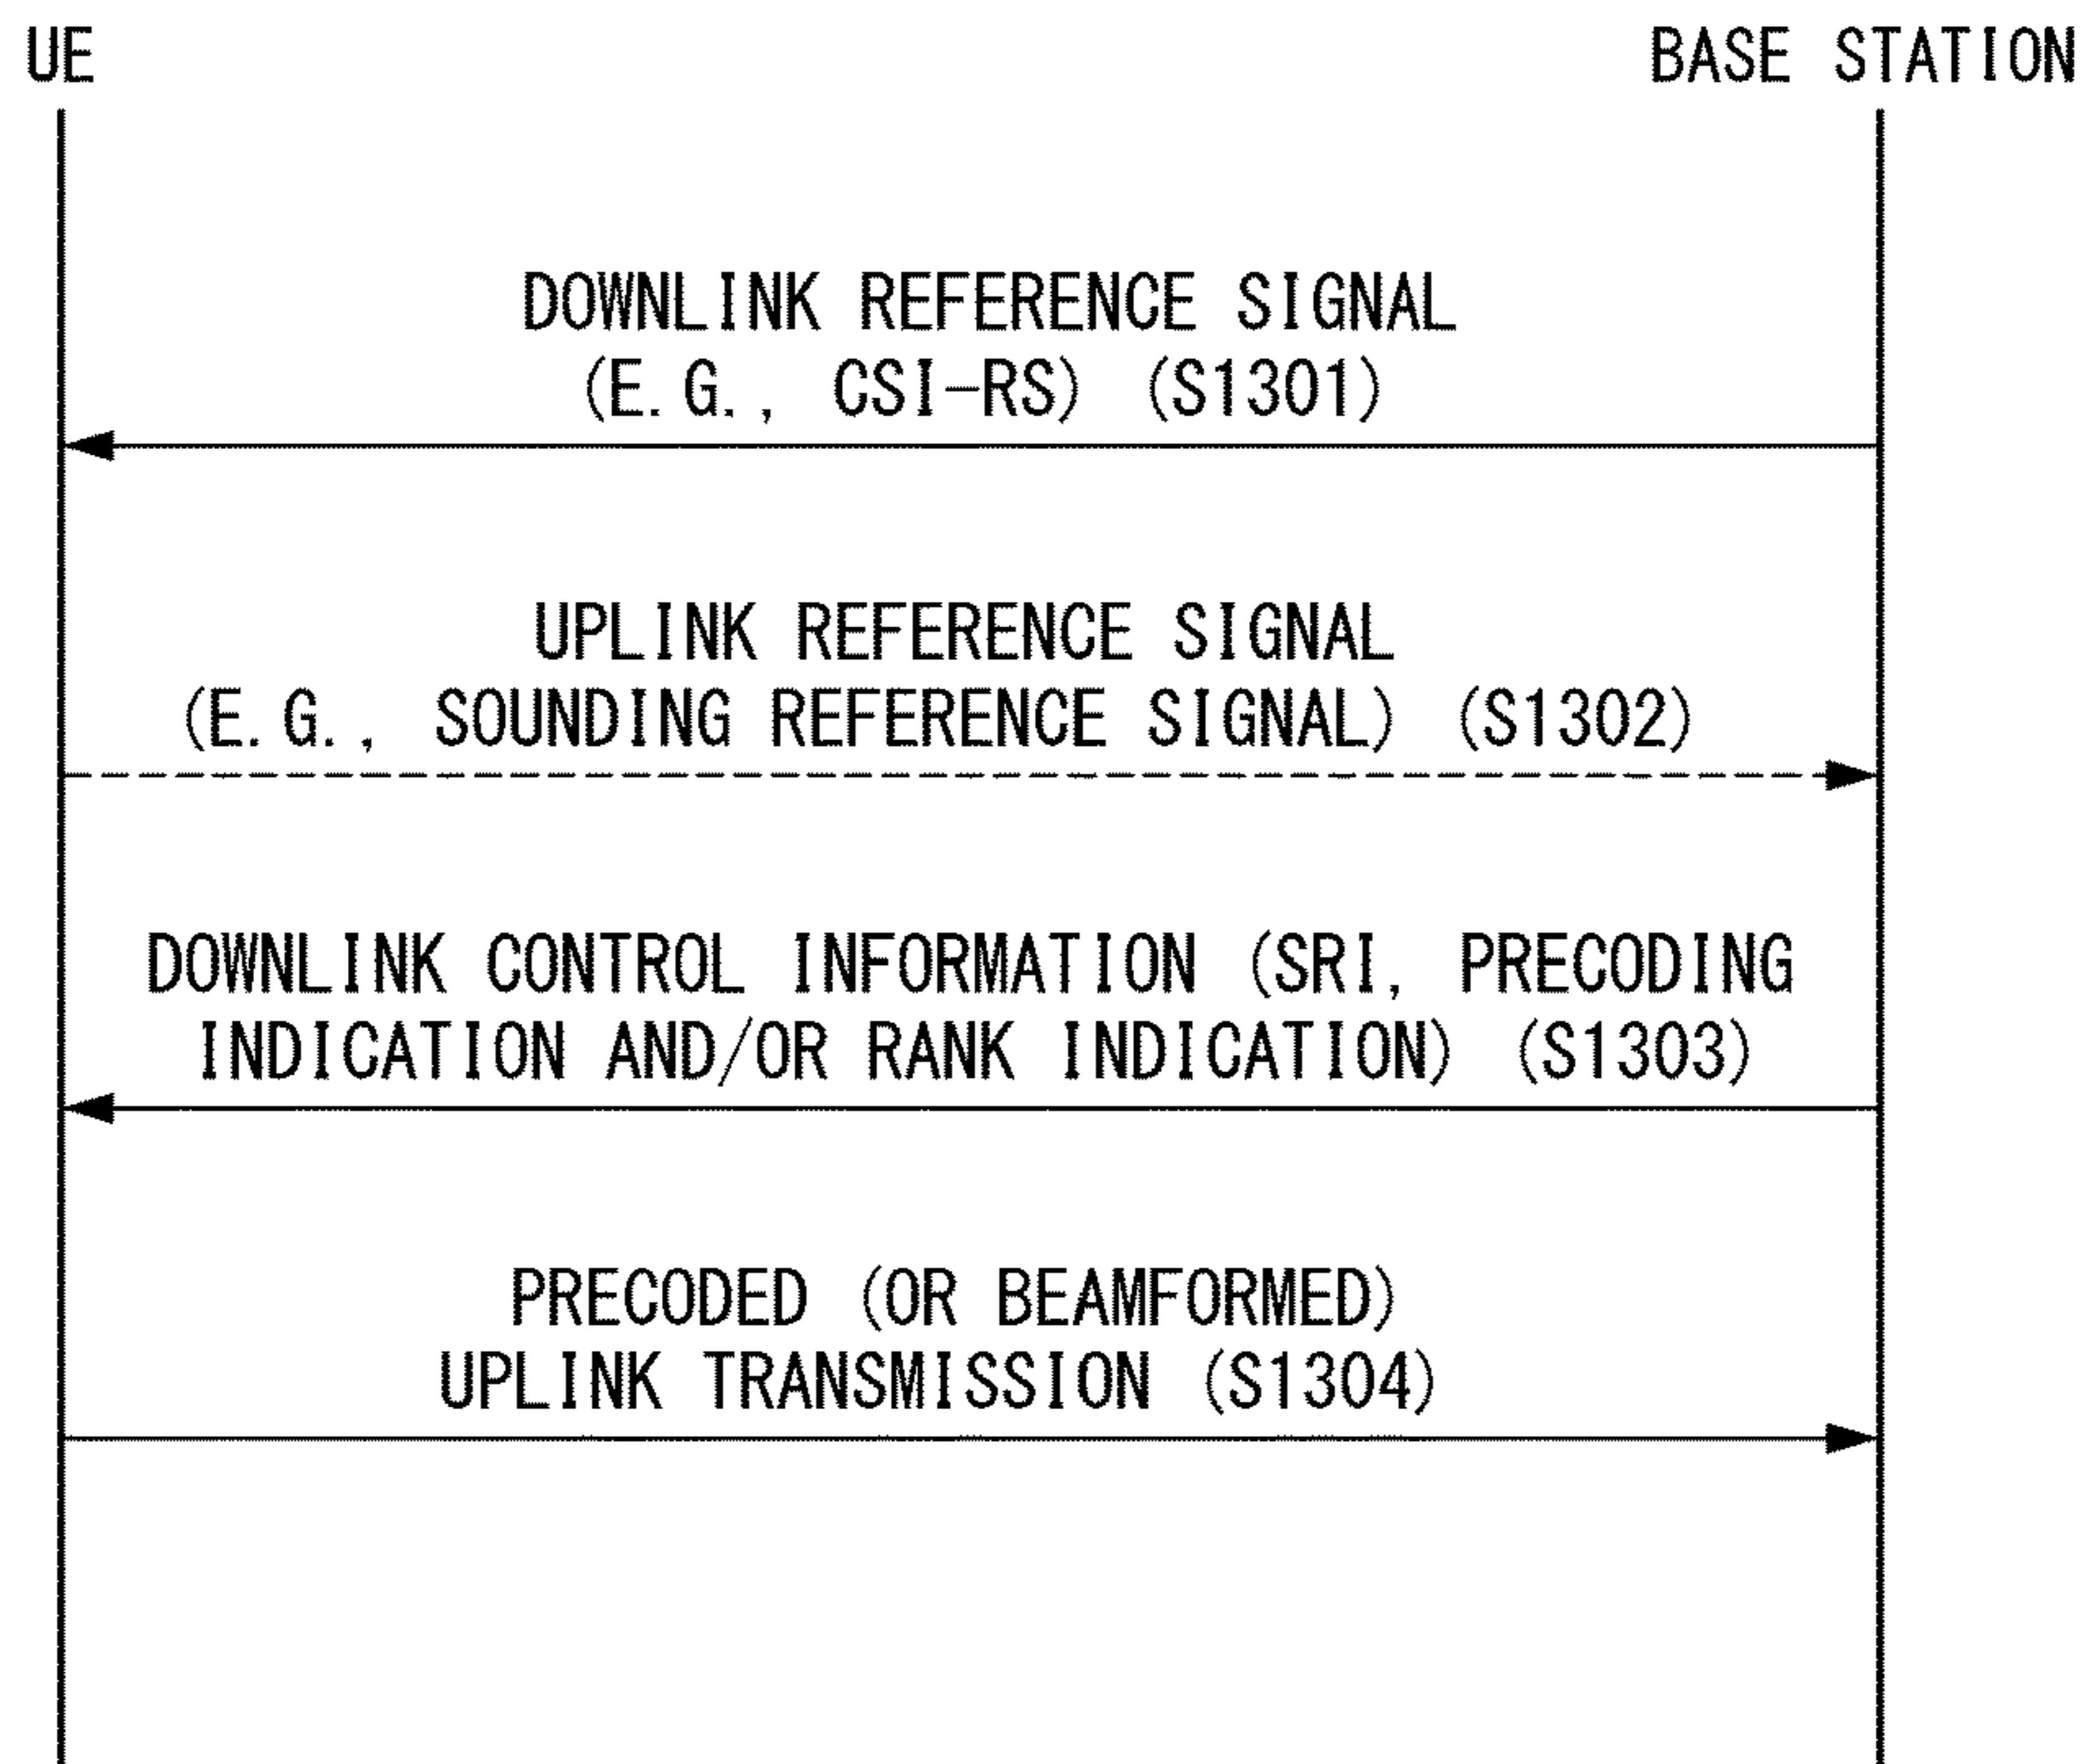 UE
BASE STATION
DOWNLINK REFERENCE SIGNAL
(E.G., CSI-RS) (S1301)
UPLINK REFERENCE SIGNAL
(E.G., SOUNDING REFERENCE SIGNAL) (S1302)
DOWNLINK CONTROL INFORMATION (SRI, PRECODING
INDICATION AND/OR RANK INDICATION) (S1303)
PRECODED (OR BEAMFORMED)
UPLINK TRANSMISSION (S1304)